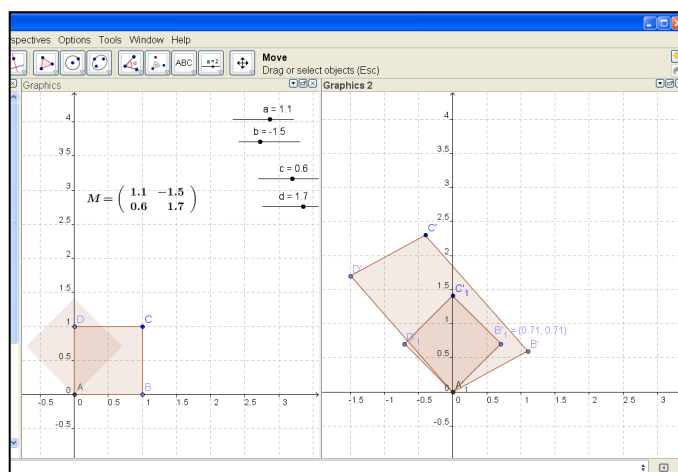 spectives Options Tools Window Help
ABC
a=2
Move
Drag or select objects (Esc)
Graphics
Graphics 2
a = 1.1
b = -1.5
c = 0.6
d = 1.7
M = ( 1.1 −1.5
0.6 1.7 )
4
3.5
3
2.5
2
1.5
1
0.5
0
-0.5
-0.5 0 0.5 1 1.5 2 2.5 3
D
C
A
B
4
3.5
3
2.5
2
1.5
1
0.5
0
-0.5
-1.5 -1 -0.5 0 0.5 1 1.5 2 2.5 3
C'
D'
C'1
D'1
B'1 = (0.71, 0.71)
B'
A
1